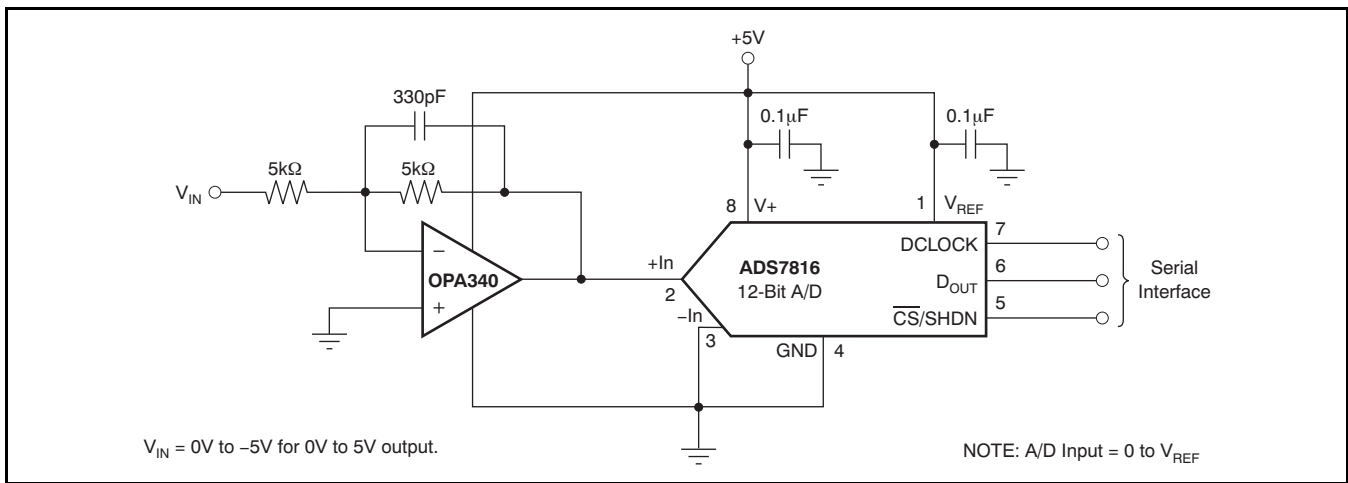 +5V
330pF
0.1μF
0.1μF
5kΩ
5kΩ
V_IN
8
V+
1
V_REF
−
OPA340
+
+In
2
−In
3
ADS7816
12-Bit A/D
GND
4
DCLOCK
7
D_OUT
6
CS/SHDN
5
Serial
Interface
V_IN = 0V to −5V for 0V to 5V output.
NOTE: A/D Input = 0 to V_REF